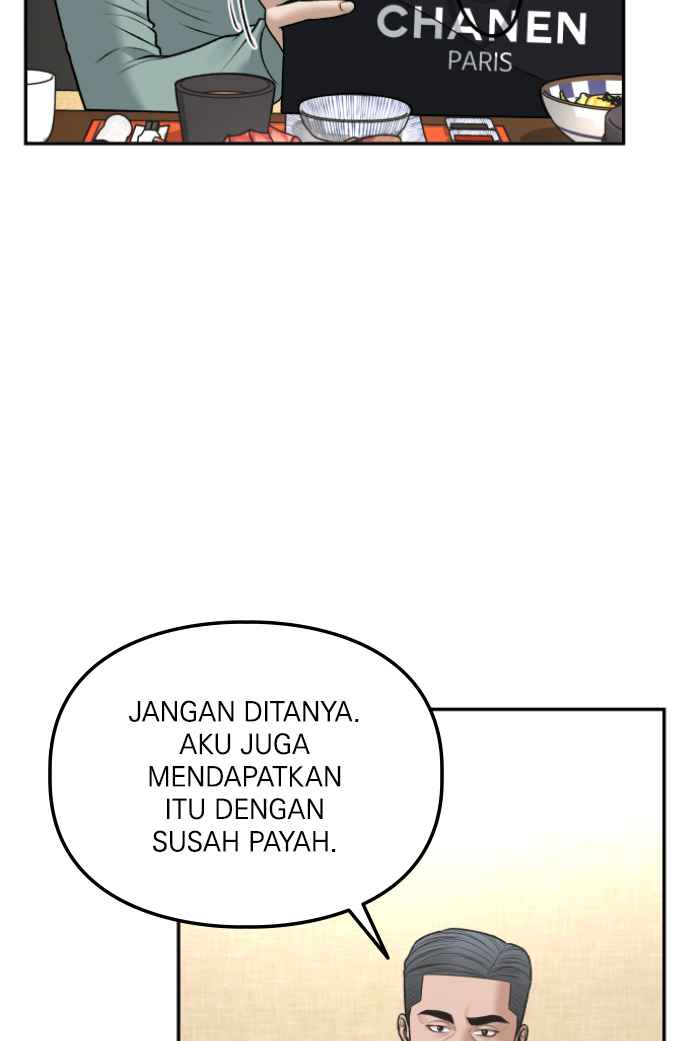 CHANEN
PARIS
JANGAN DITANYA.
AKU JUGA
MENDAPATKAN
ITU DENGAN
SUSAH PAYAH.